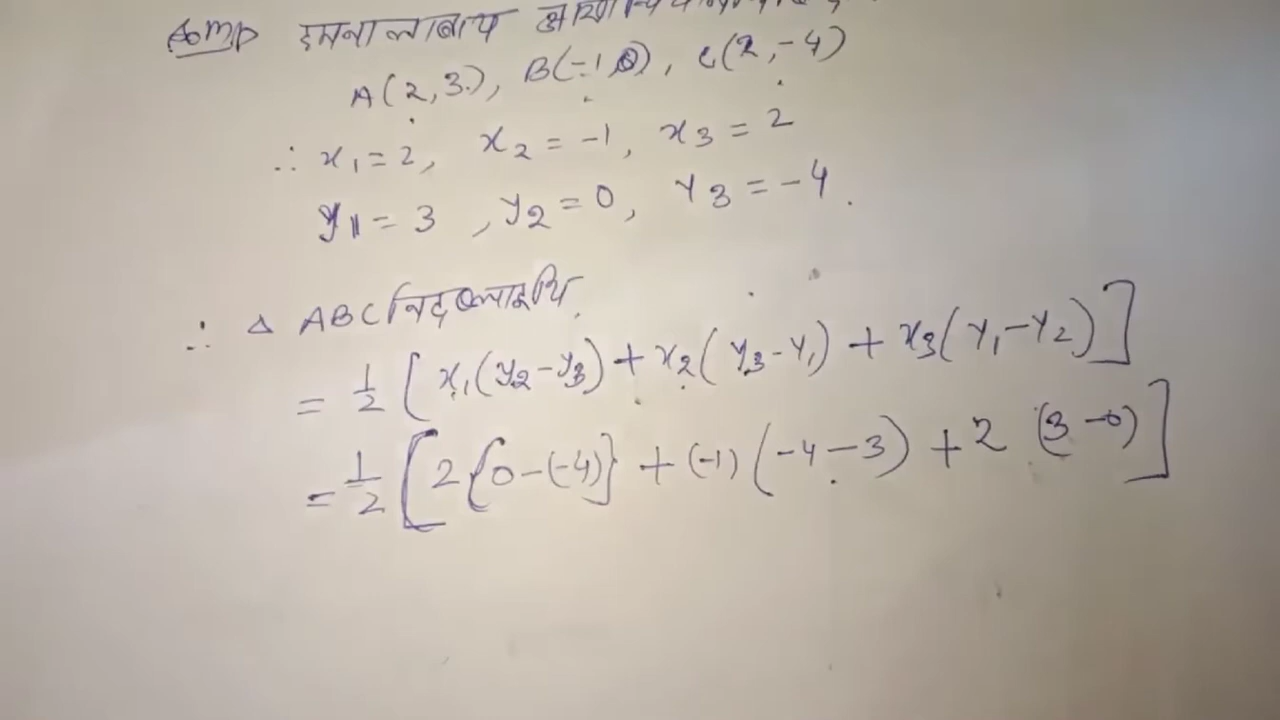 A(2,3), B(-1,0), C(2,-4)
∴ x₁=2, x₂=-1, x₃=2
y₁=3, y₂=0, y₃=-4.
∴ △ ABC
= 1/2 [x₁(y₂-y₃)+x₂(y₃-y₁)+x₃(y₁-y₂)]
= 1/2 [2{0-(-4)}+(-1)(-4-3)+2(3-0)]